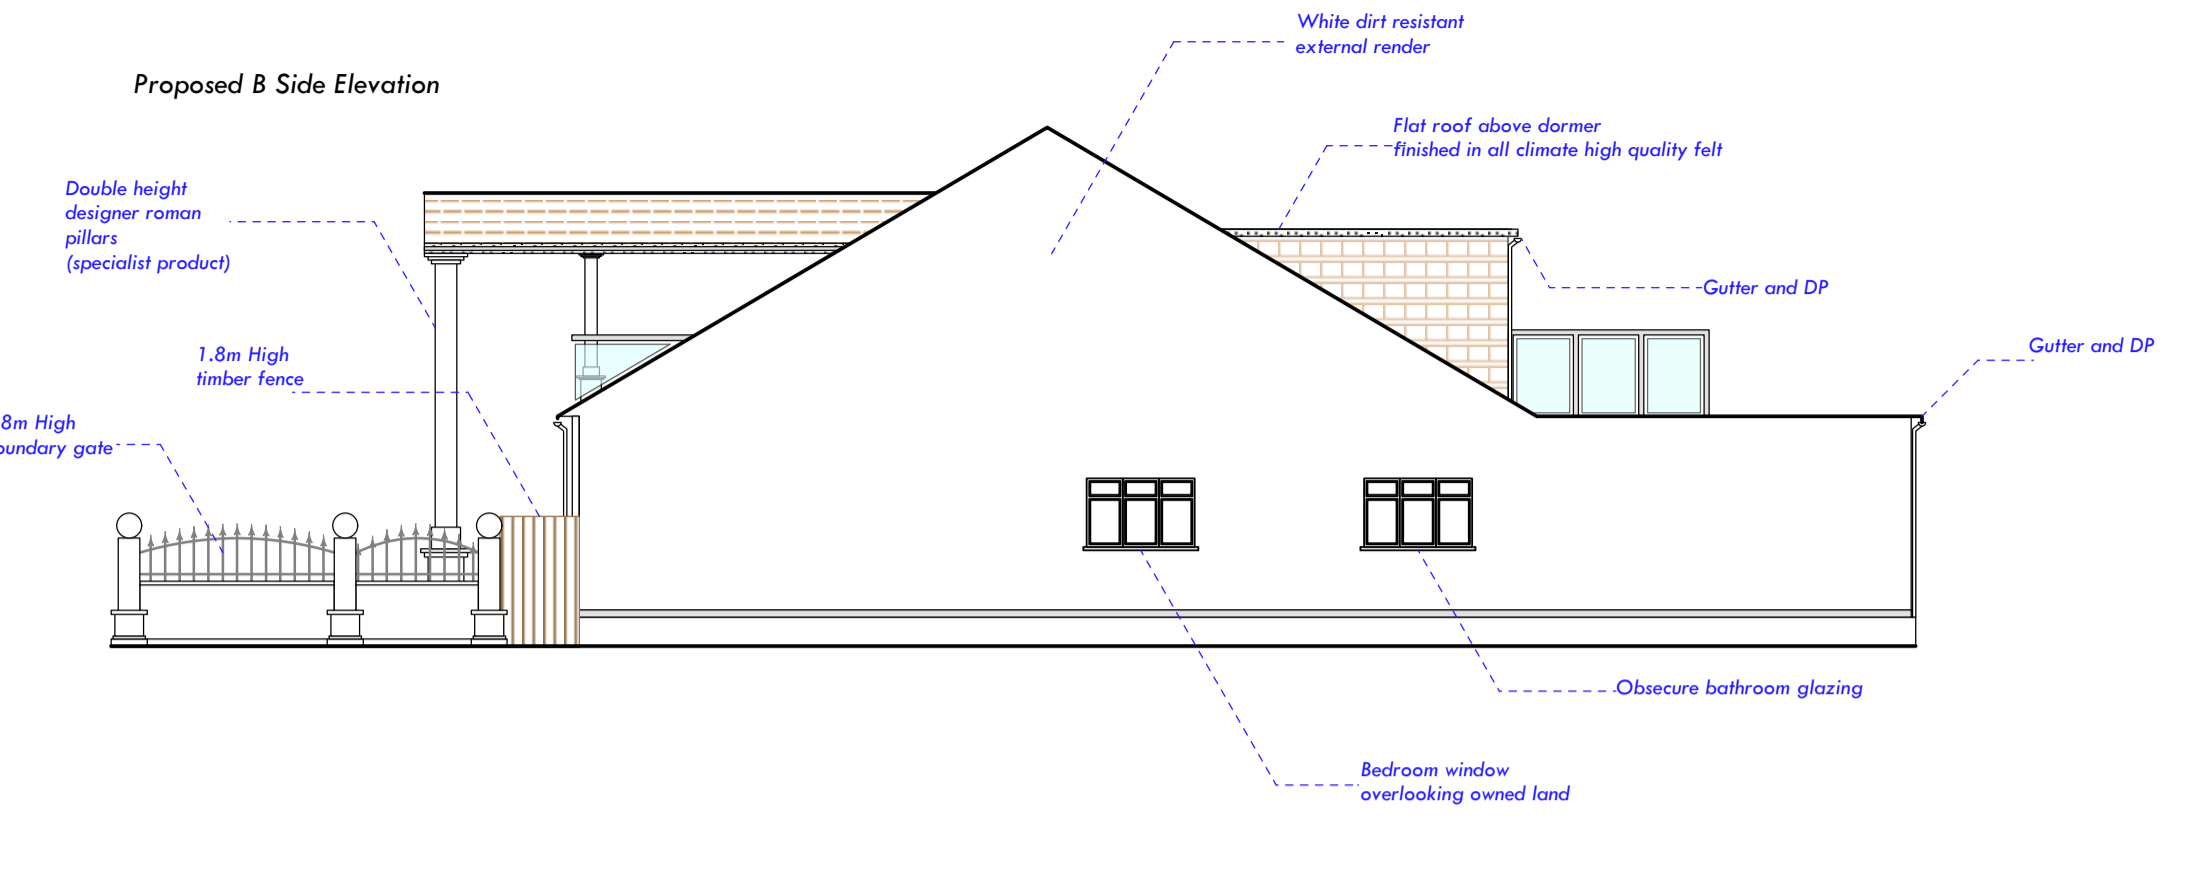 White dirt resistant
external render
Proposed B Side Elevation
Flat roof above dormer
finished in all climate high quality felt
Double height
designer roman
pillars
(specialist product)
Gutter and DP
1.8m High
timber fence
Gutter and DP
8m High
oundary gate
Obsecure bathroom glazing
Bedroom window
overlooking owned land